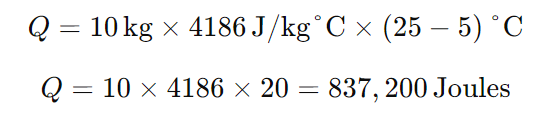 Q = 10 kg × 4186 J/kg°C × (25 − 5) °C
Q = 10 × 4186 × 20 = 837, 200 Joules